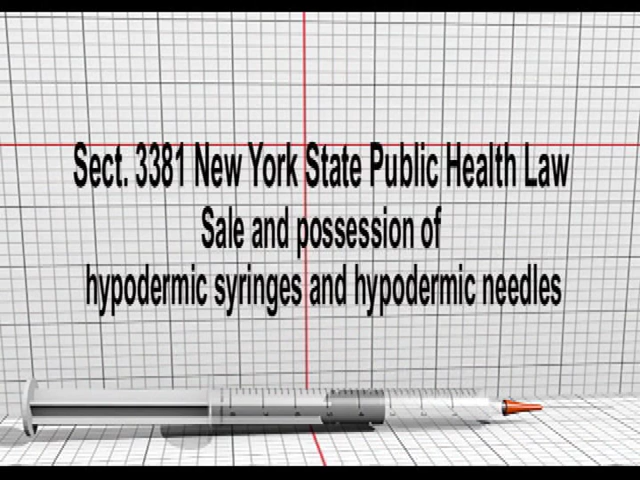 Sect. 3381 New York State Public Health Law
Sale and possession of
hypodermic syringes and hypodermic needles